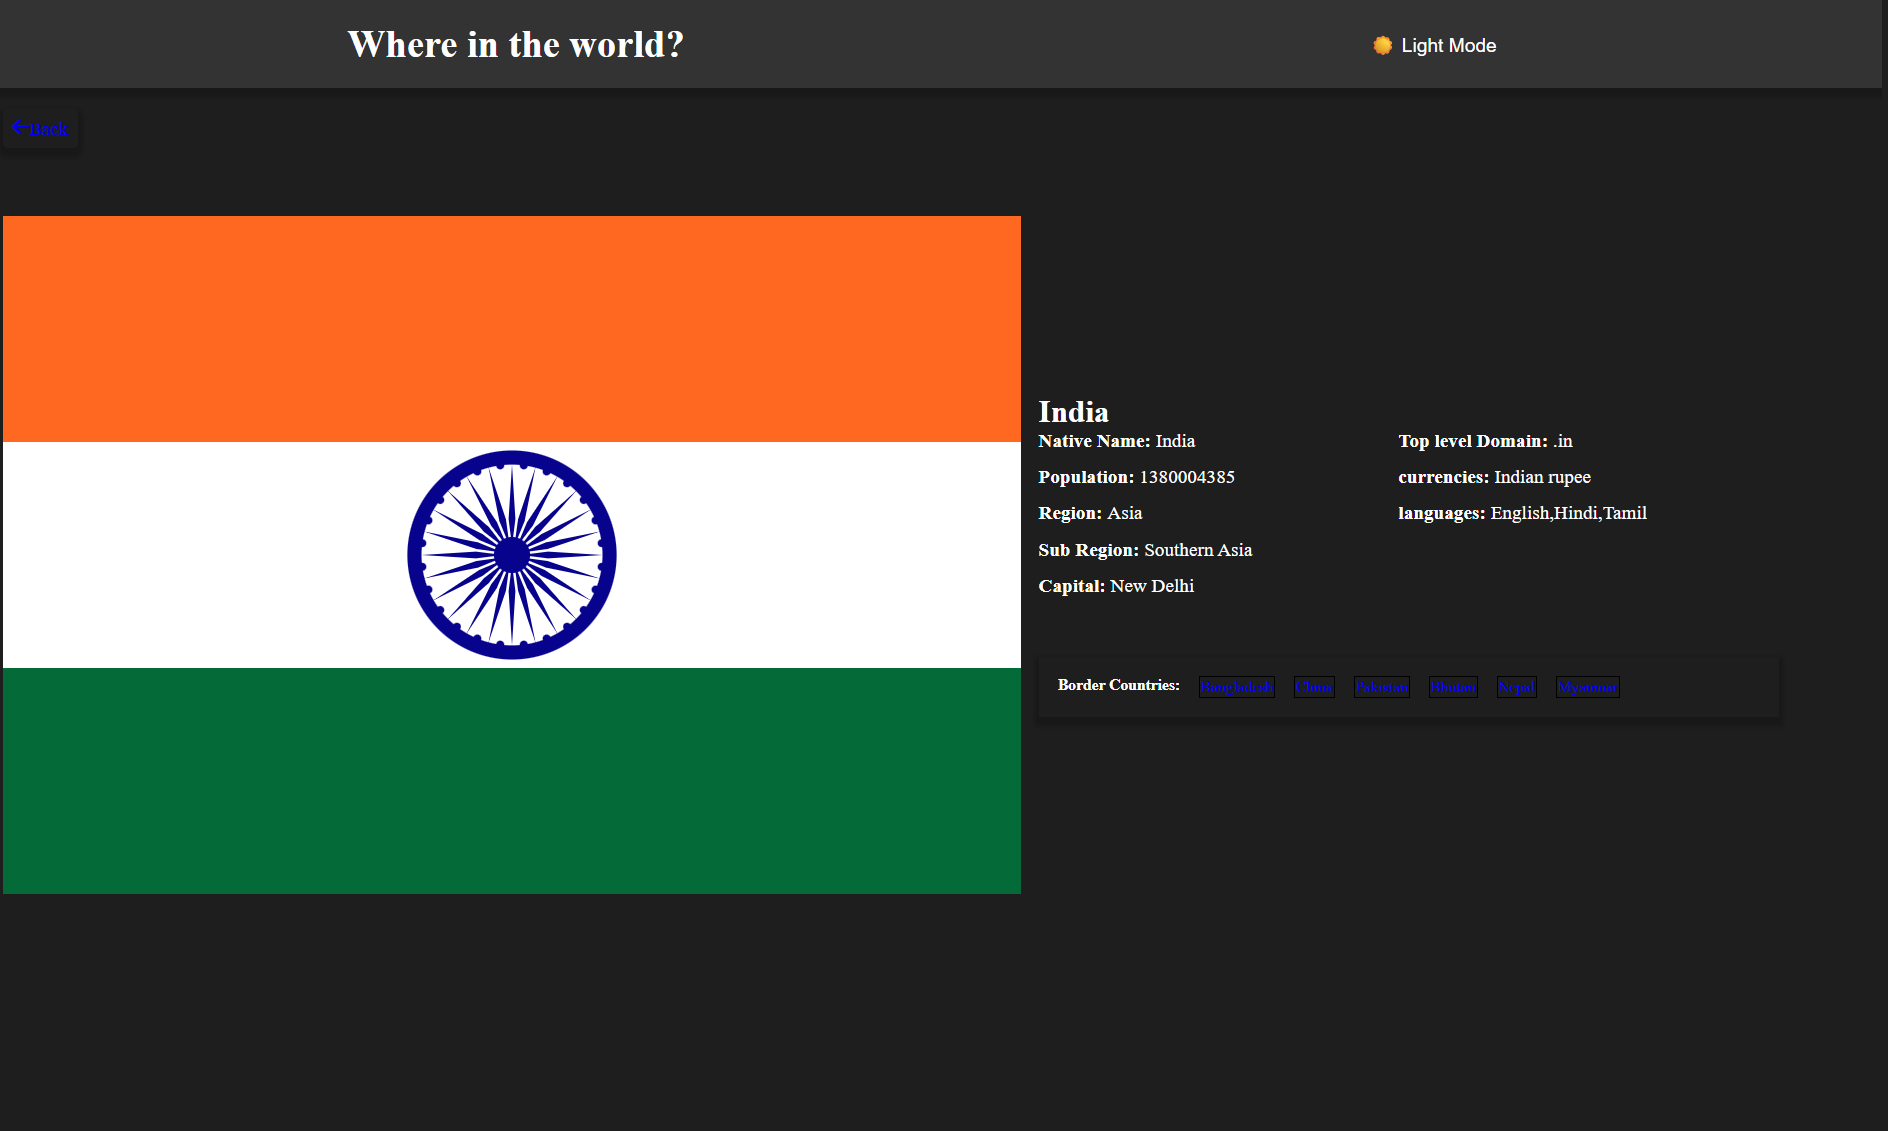 Where in the world?
Light Mode
Back
India
Native Name: India
Top level Domain: .in
Population: 1380004385
currencies: Indian rupee
Region: Asia
languages: English,Hindi,Tamil
Sub Region: Southern Asia
Capital: New Delhi
Border Countries: Bangladesh China Pakistan Bhutan Nepal Myanmar